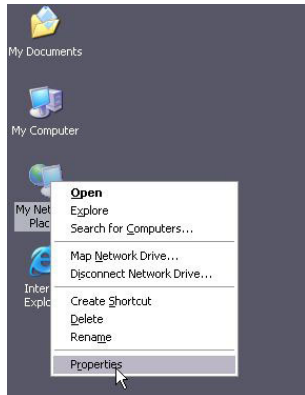 My Documents
My Computer
My Net
Plac
Open
Explore
Search for Computers...
Map Network Drive...
Disconnect Network Drive...
Create Shortcut
Delete
Rename
Properties
Inter
Explo